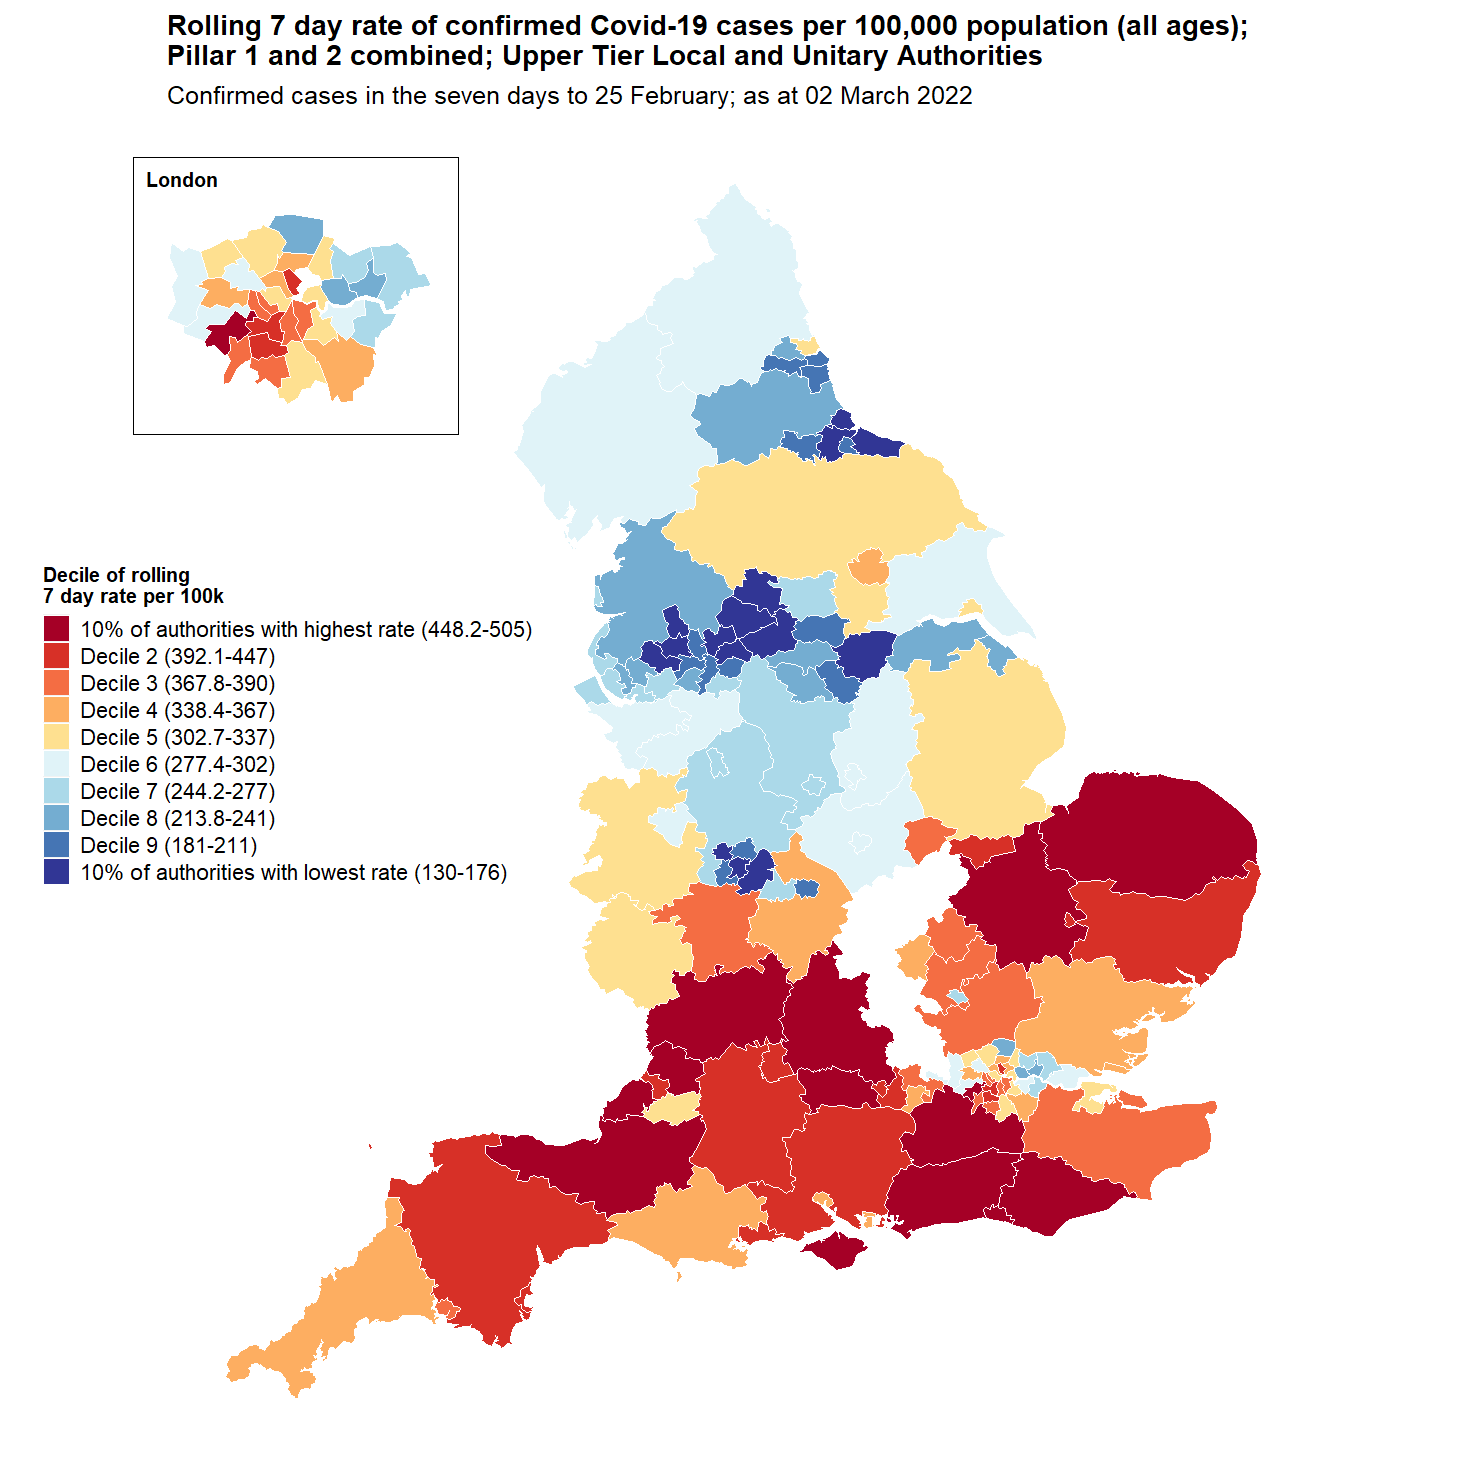 Rolling 7 day rate of confirmed Covid-19 cases per 100,000 population (all ages);
Pillar 1 and 2 combined; Upper Tier Local and Unitary Authorities
Confirmed cases in the seven days to 25 February; as at 02 March 2022
London
Decile of rolling
7 day rate per 100k
10% of authorities with highest rate (448.2-505)
Decile 2 (392.1-447)
Decile 3 (367.8-390)
Decile 4 (338.4-367)
Decile 5 (302.7-337)
Decile 6 (277.4-302)
Decile 7 (244.2-277)
Decile 8 (213.8-241)
Decile 9 (181-211)
10% of authorities with lowest rate (130-176)